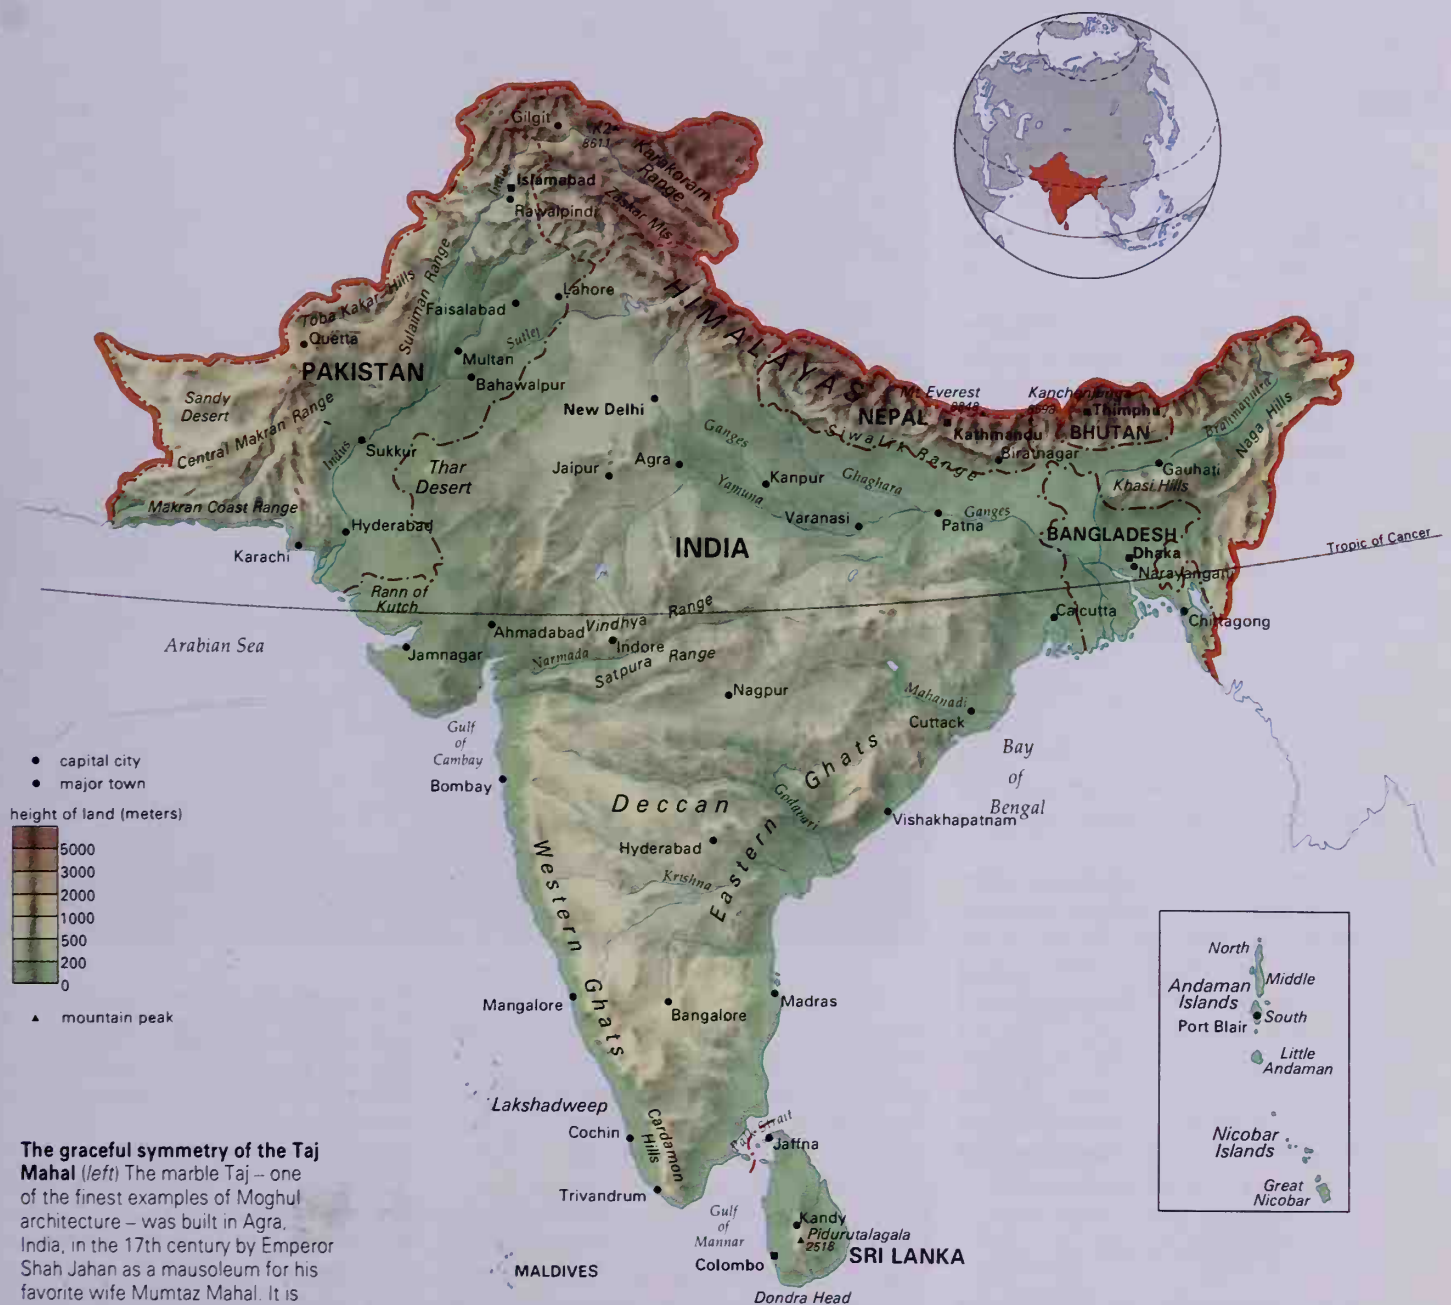 Gilgit
K2
8611
Karakoram
Range
Indus
Islamabad
Rawalpindi
Zaskar Mts
HIMALAYAS
Toba Kakar Hills
Sulaiman Range
Faisalabad
Lahore
Quetta
Sutlej
PAKISTAN
Multan
Bahawalpur
Sandy
Desert
Central Makran Range
New Delhi
Mt Everest
8848
Kanchenjunga
8598
Thimphu
NEPAL
Kathmandu
BHUTAN
Brahmaputra
Naga Hills
Siwalik Range
Biratnagar
Ganges
Indus
Sukkur
Thar
Desert
Jaipur
Agra
Kanpur
Ghaghara
Gauhati
Khasi Hills
Yamuna
Makran Coast Range
Hyderabad
Varanasi
Patna
Ganges
BANGLADESH
Karachi
INDIA
Dhaka
Narayanganj
Tropic of Cancer
Rann of
Kutch
Calcutta
Chittagong
Arabian Sea
Ahmadabad
Vindhya Range
Indore
Jamnagar
Narmada
Satpura Range
Nagpur
Mahanadi
Cuttack
Gulf
of
Cambay
Bay
of
Bengal
Bombay
Deccan
Godavari
Eastern Ghats
Vishakhapatnam
Hyderabad
Krishna
Western Ghats
capital city
major town
height of land (meters)
5000
3000
2000
1000
500
200
0
mountain peak
Mangalore
Bangalore
Madras
North
Andaman
Islands
Middle
South
Port Blair
Little
Andaman
Nicobar
Islands
Great
Nicobar
Lakshadweep
Cochin
Cardamon
Hills
Palk Strait
Jaffna
Trivandrum
Gulf
of
Mannar
Kandy
Pidurutalagala
2518
Colombo
SRI LANKA
MALDIVES
Dondra Head
The graceful symmetry of the Taj
Mahal (left) The marble Taj – one
of the finest examples of Moghul
architecture – was built in Agra,
India, in the 17th century by Emperor
Shah Jahan as a mausoleum for his
favorite wife Mumtaz Mahal. It is